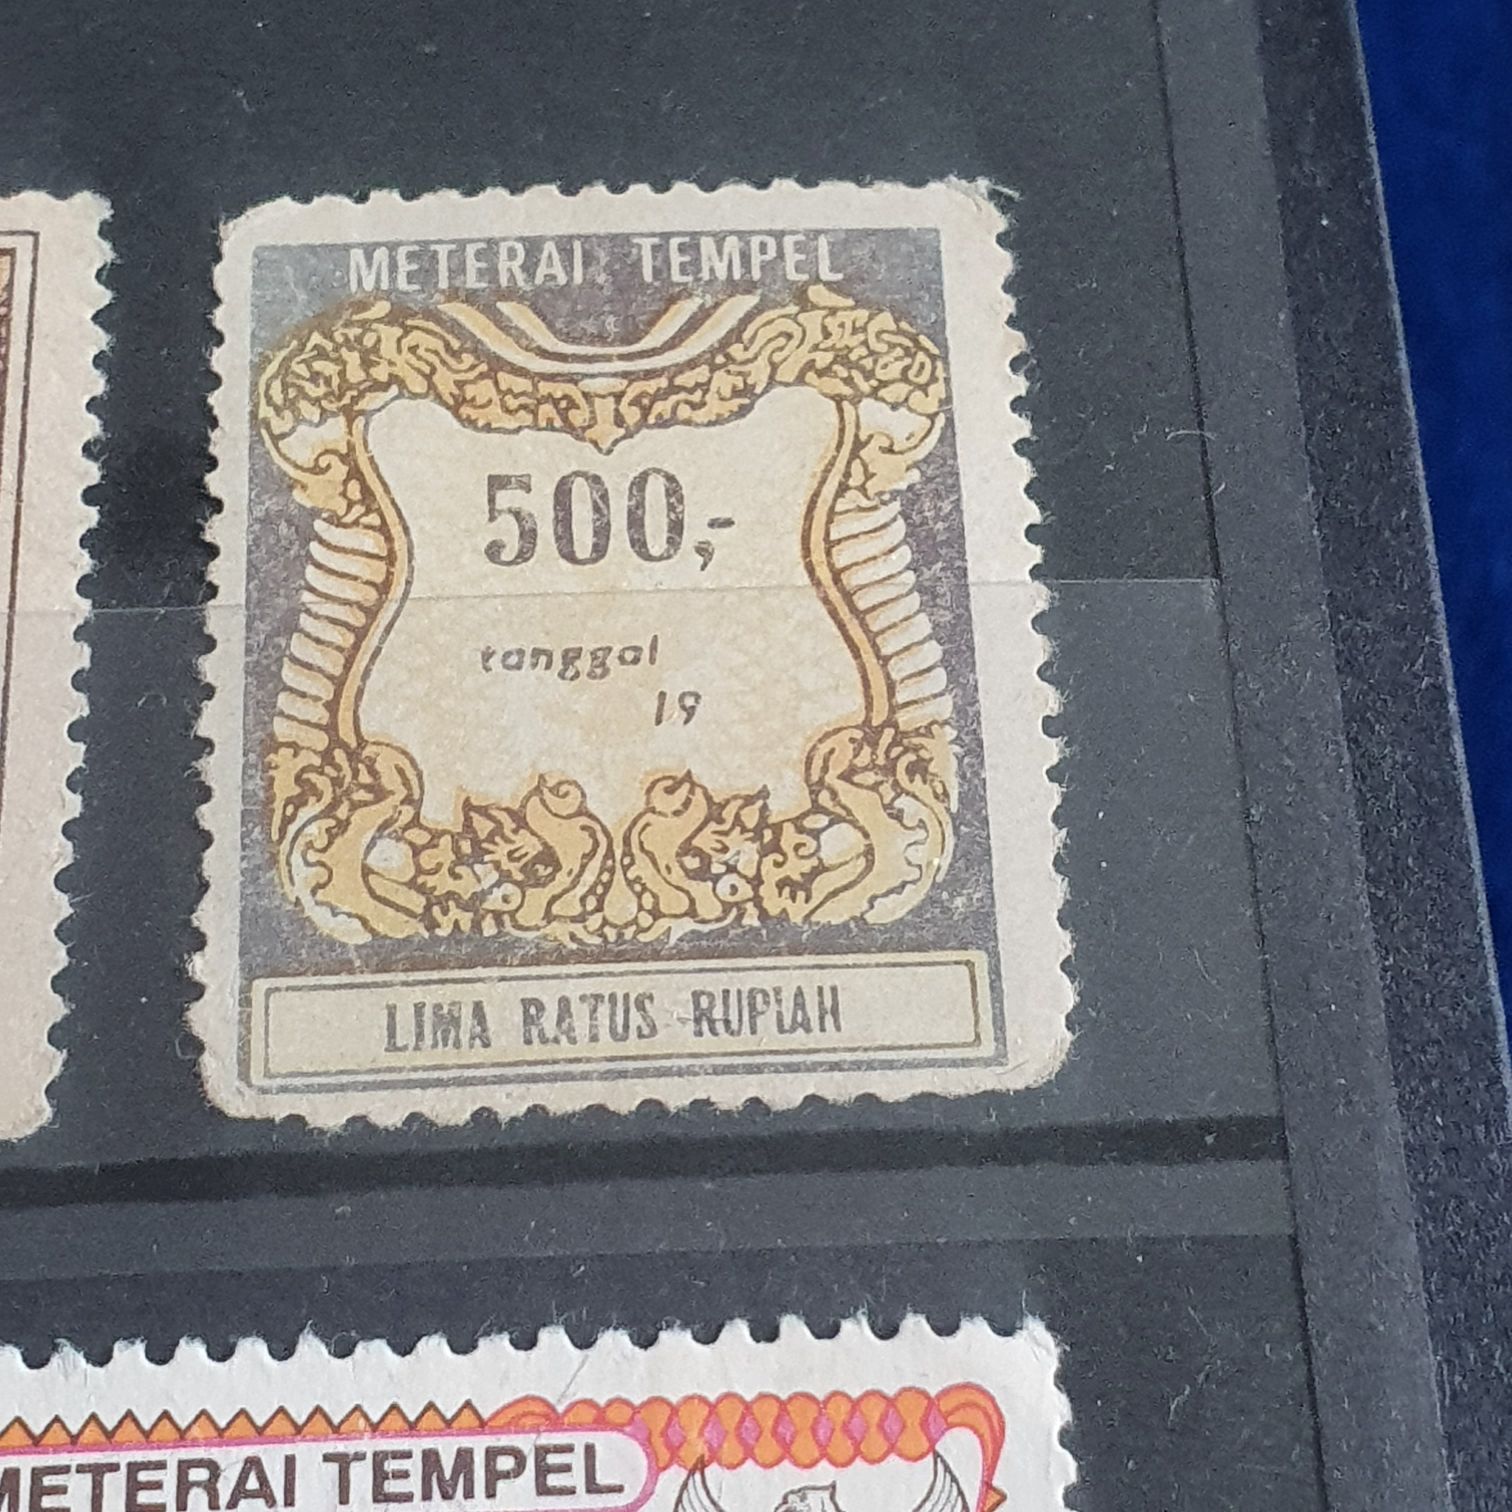 METERAI TEMPEL
500,-
tanggal
19
LIMA RATUS RUPIAH
METERAI TEMPEL